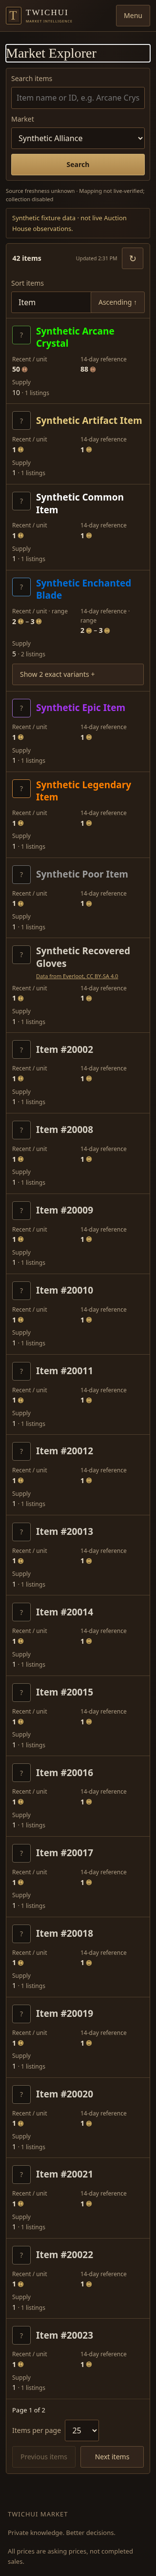 T
TWICHUI
MARKET INTELLIGENCE
Menu
Market Explorer
Search items
Item name or ID, e.g. Arcane Crys
Market
Synthetic Alliance
Search
Source freshness unknown · Mapping not live-verified;
collection disabled
Synthetic fixture data · not live Auction
House observations.
42 items
Updated 2:31 PM
↻
Sort items
Item
Ascending ↑
?
Synthetic Arcane
Crystal
Recent / unit
14-day reference
50
88
Supply
10 · 1 listings
?
Synthetic Artifact Item
Recent / unit
14-day reference
1
1
Supply
1 · 1 listings
?
Synthetic Common
Item
Recent / unit
14-day reference
1
1
Supply
1 · 1 listings
?
Synthetic Enchanted
Blade
Recent / unit · range
14-day reference ·
range
2 – 3
2 – 3
Supply
5 · 2 listings
Show 2 exact variants +
?
Synthetic Epic Item
Recent / unit
14-day reference
1
1
Supply
1 · 1 listings
?
Synthetic Legendary
Item
Recent / unit
14-day reference
1
1
Supply
1 · 1 listings
?
Synthetic Poor Item
Recent / unit
14-day reference
1
1
Supply
1 · 1 listings
?
Synthetic Recovered
Gloves
Data from Everloot, CC BY-SA 4.0
Recent / unit
14-day reference
1
1
Supply
1 · 1 listings
?
Item #20002
Recent / unit
14-day reference
1
1
Supply
1 · 1 listings
?
Item #20008
Recent / unit
14-day reference
1
1
Supply
1 · 1 listings
?
Item #20009
Recent / unit
14-day reference
1
1
Supply
1 · 1 listings
?
Item #20010
Recent / unit
14-day reference
1
1
Supply
1 · 1 listings
?
Item #20011
Recent / unit
14-day reference
1
1
Supply
1 · 1 listings
?
Item #20012
Recent / unit
14-day reference
1
1
Supply
1 · 1 listings
?
Item #20013
Recent / unit
14-day reference
1
1
Supply
1 · 1 listings
?
Item #20014
Recent / unit
14-day reference
1
1
Supply
1 · 1 listings
?
Item #20015
Recent / unit
14-day reference
1
1
Supply
1 · 1 listings
?
Item #20016
Recent / unit
14-day reference
1
1
Supply
1 · 1 listings
?
Item #20017
Recent / unit
14-day reference
1
1
Supply
1 · 1 listings
?
Item #20018
Recent / unit
14-day reference
1
1
Supply
1 · 1 listings
?
Item #20019
Recent / unit
14-day reference
1
1
Supply
1 · 1 listings
?
Item #20020
Recent / unit
14-day reference
1
1
Supply
1 · 1 listings
?
Item #20021
Recent / unit
14-day reference
1
1
Supply
1 · 1 listings
?
Item #20022
Recent / unit
14-day reference
1
1
Supply
1 · 1 listings
?
Item #20023
Recent / unit
14-day reference
1
1
Supply
1 · 1 listings
Page 1 of 2
Items per page
25
Previous items
Next items
TWICHUI MARKET
Private knowledge. Better decisions.
All prices are asking prices, not completed
sales.